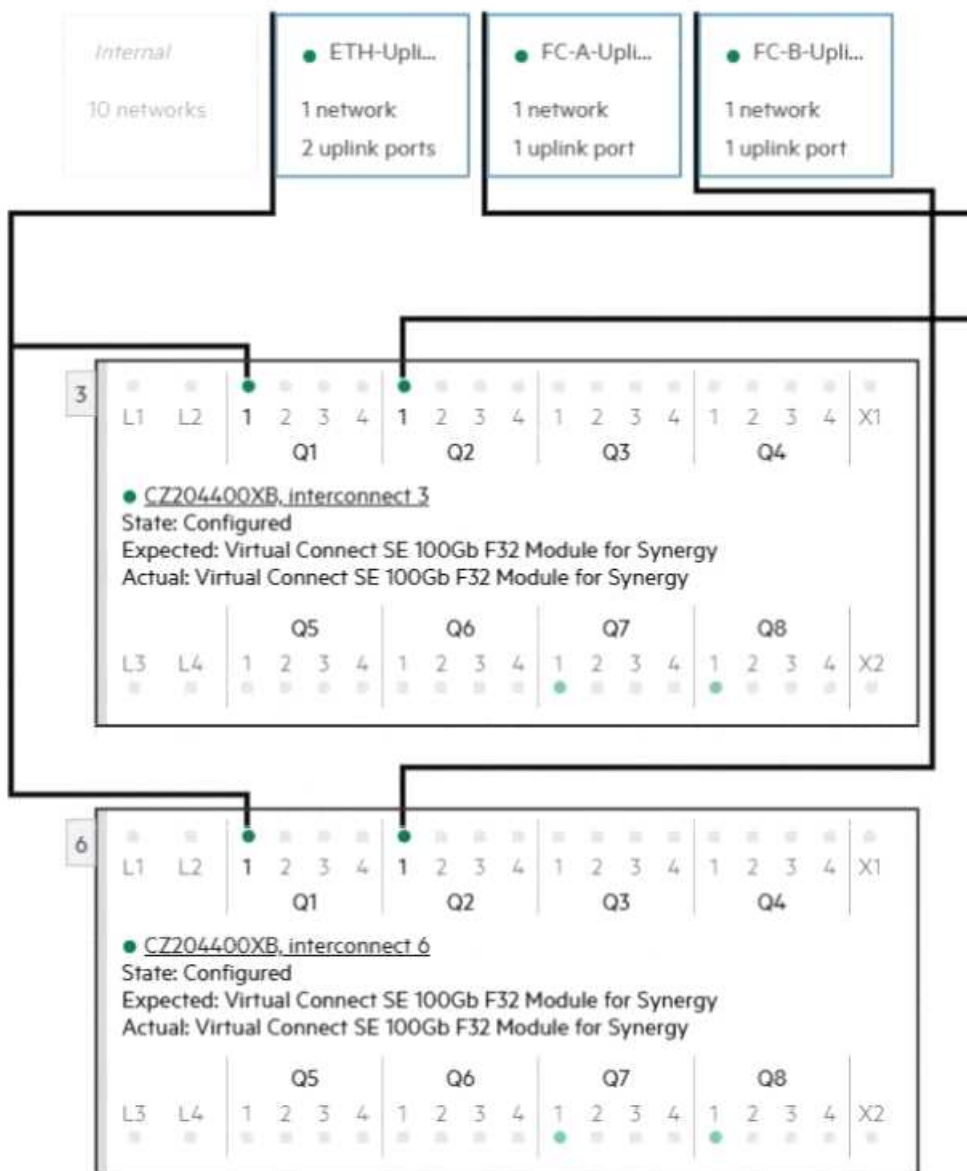 Internal
10 networks
ETH-Upli...
1 network
2 uplink ports
FC-A-Upli...
1 network
1 uplink port
FC-B-Upli...
1 network
1 uplink port
3
L1 L2 1 2 3 4 1 2 3 4 1 2 3 4 1 2 3 4 X1
Q1 Q2 Q3 Q4
CZ204400XB, interconnect 3
State: Configured
Expected: Virtual Connect SE 100Gb F32 Module for Synergy
Actual: Virtual Connect SE 100Gb F32 Module for Synergy
Q5 Q6 Q7 Q8
L3 L4 1 2 3 4 1 2 3 4 1 2 3 4 1 2 3 4 X2
6
L1 L2 1 2 3 4 1 2 3 4 1 2 3 4 1 2 3 4 X1
Q1 Q2 Q3 Q4
CZ204400XB, interconnect 6
State: Configured
Expected: Virtual Connect SE 100Gb F32 Module for Synergy
Actual: Virtual Connect SE 100Gb F32 Module for Synergy
Q5 Q6 Q7 Q8
L3 L4 1 2 3 4 1 2 3 4 1 2 3 4 1 2 3 4 X2